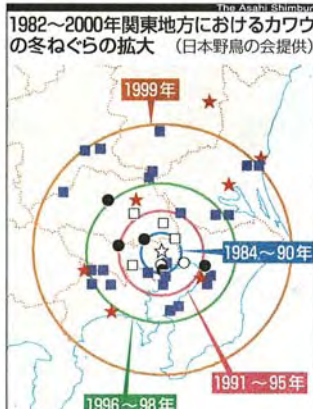 The Asahi Shimbun
1982～2000年関東地方におけるカワウ
の冬ねぐらの拡大 （日本野鳥の会提供）
1999年
1984～90年
1991～95年
1996～98年